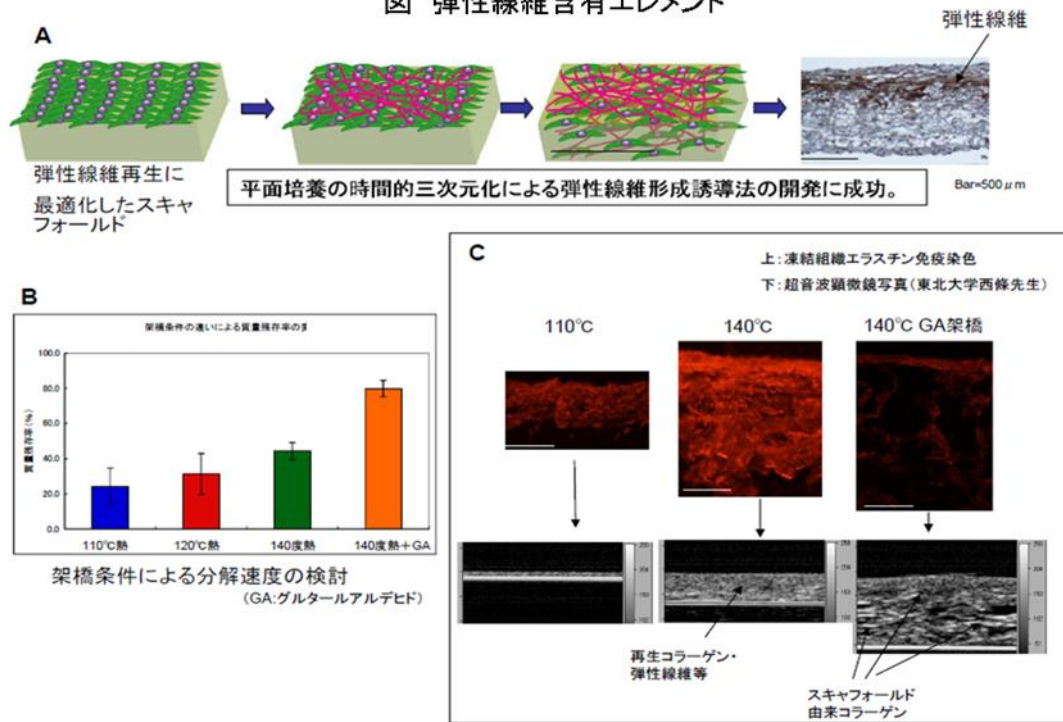 図 弾性線維含有エレメント
A
弾性線維
弾性線維再生に
最適化したスキャ
フォールド
平面培養の時間的三次元化による弾性線維形成誘導法の開発に成功。
Bar=500μm
B
架橋条件の違いによる質量残存率の
質量残存率(%)
100.0
80.0
60.0
40.0
20.0
0.0
110℃熱
120℃熱
140度熱
140度熱+GA
架橋条件による分解速度の検討
(GA:グルタールアルデヒド)
C
上:凍結組織エラスチン免疫染色
下:超音波顕微鏡写真(東北大学西條先生)
110℃
140℃
140℃ GA架橋
再生コラーゲン・
弾性線維等
スキャフォールド
由来コラーゲン